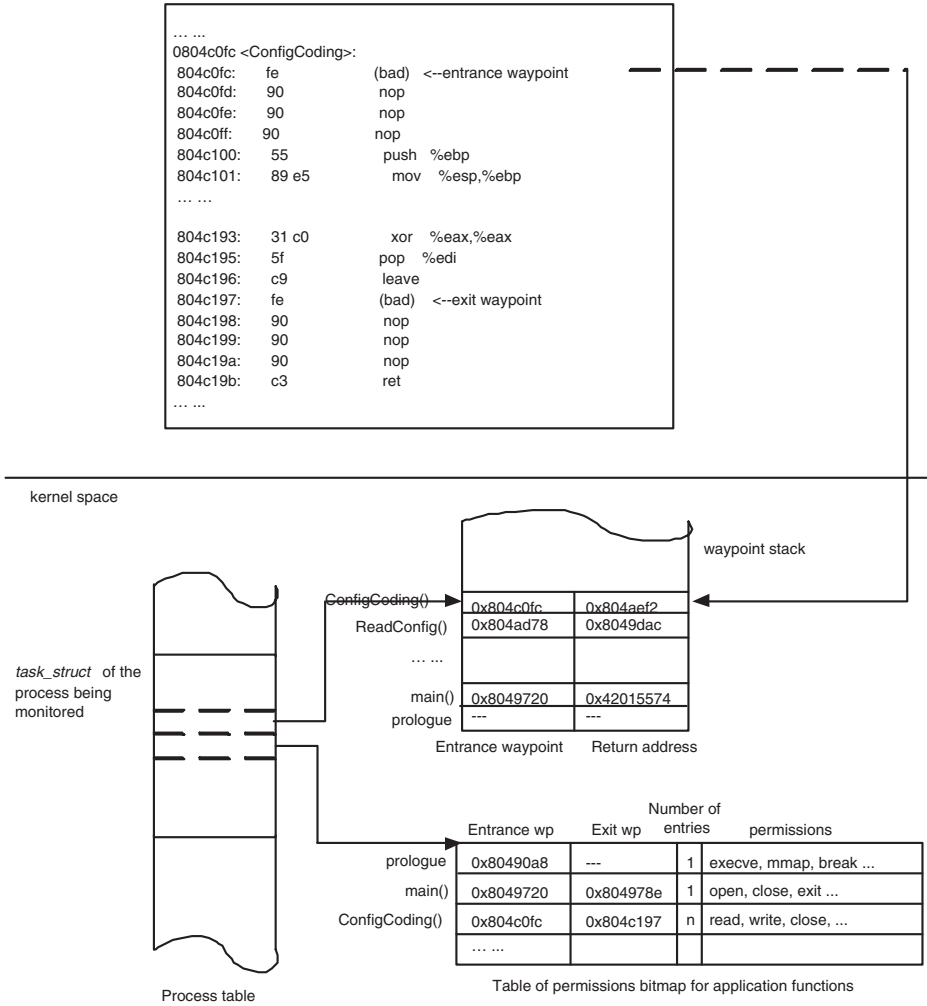 ... ...
0804c0fc <ConfigCoding>:
804c0fc: fe (bad) <--entrance waypoint
804c0fd: 90 nop
804c0fe: 90 nop
804c0ff: 90 nop
804c100: 55 push %ebp
804c101: 89 e5 mov %esp,%ebp
... ...
804c193: 31 c0 xor %eax,%eax
804c195: 5f pop %edi
804c196: c9 leave
804c197: fe (bad) <--exit waypoint
804c198: 90 nop
804c199: 90 nop
804c19a: 90 nop
804c19b: c3 ret
... ...
kernel space
waypoint stack
ConfigCoding() 0x804c0fc 0x804aef2
ReadConfig() 0x804ad78 0x8049dac
... ...
main() 0x8049720 0x42015574
prologue --- ---
Entrance waypoint Return address
task_struct of the
process being
monitored
Number of
Entrance wp Exit wp entries permissions
prologue 0x80490a8 --- 1 execve, mmap, break ...
main() 0x8049720 0x804978e 1 open, close, exit ...
ConfigCoding() 0x804c0fc 0x804c197 n read, write, close, ...
... ...
Process table
Table of permissions bitmap for application functions